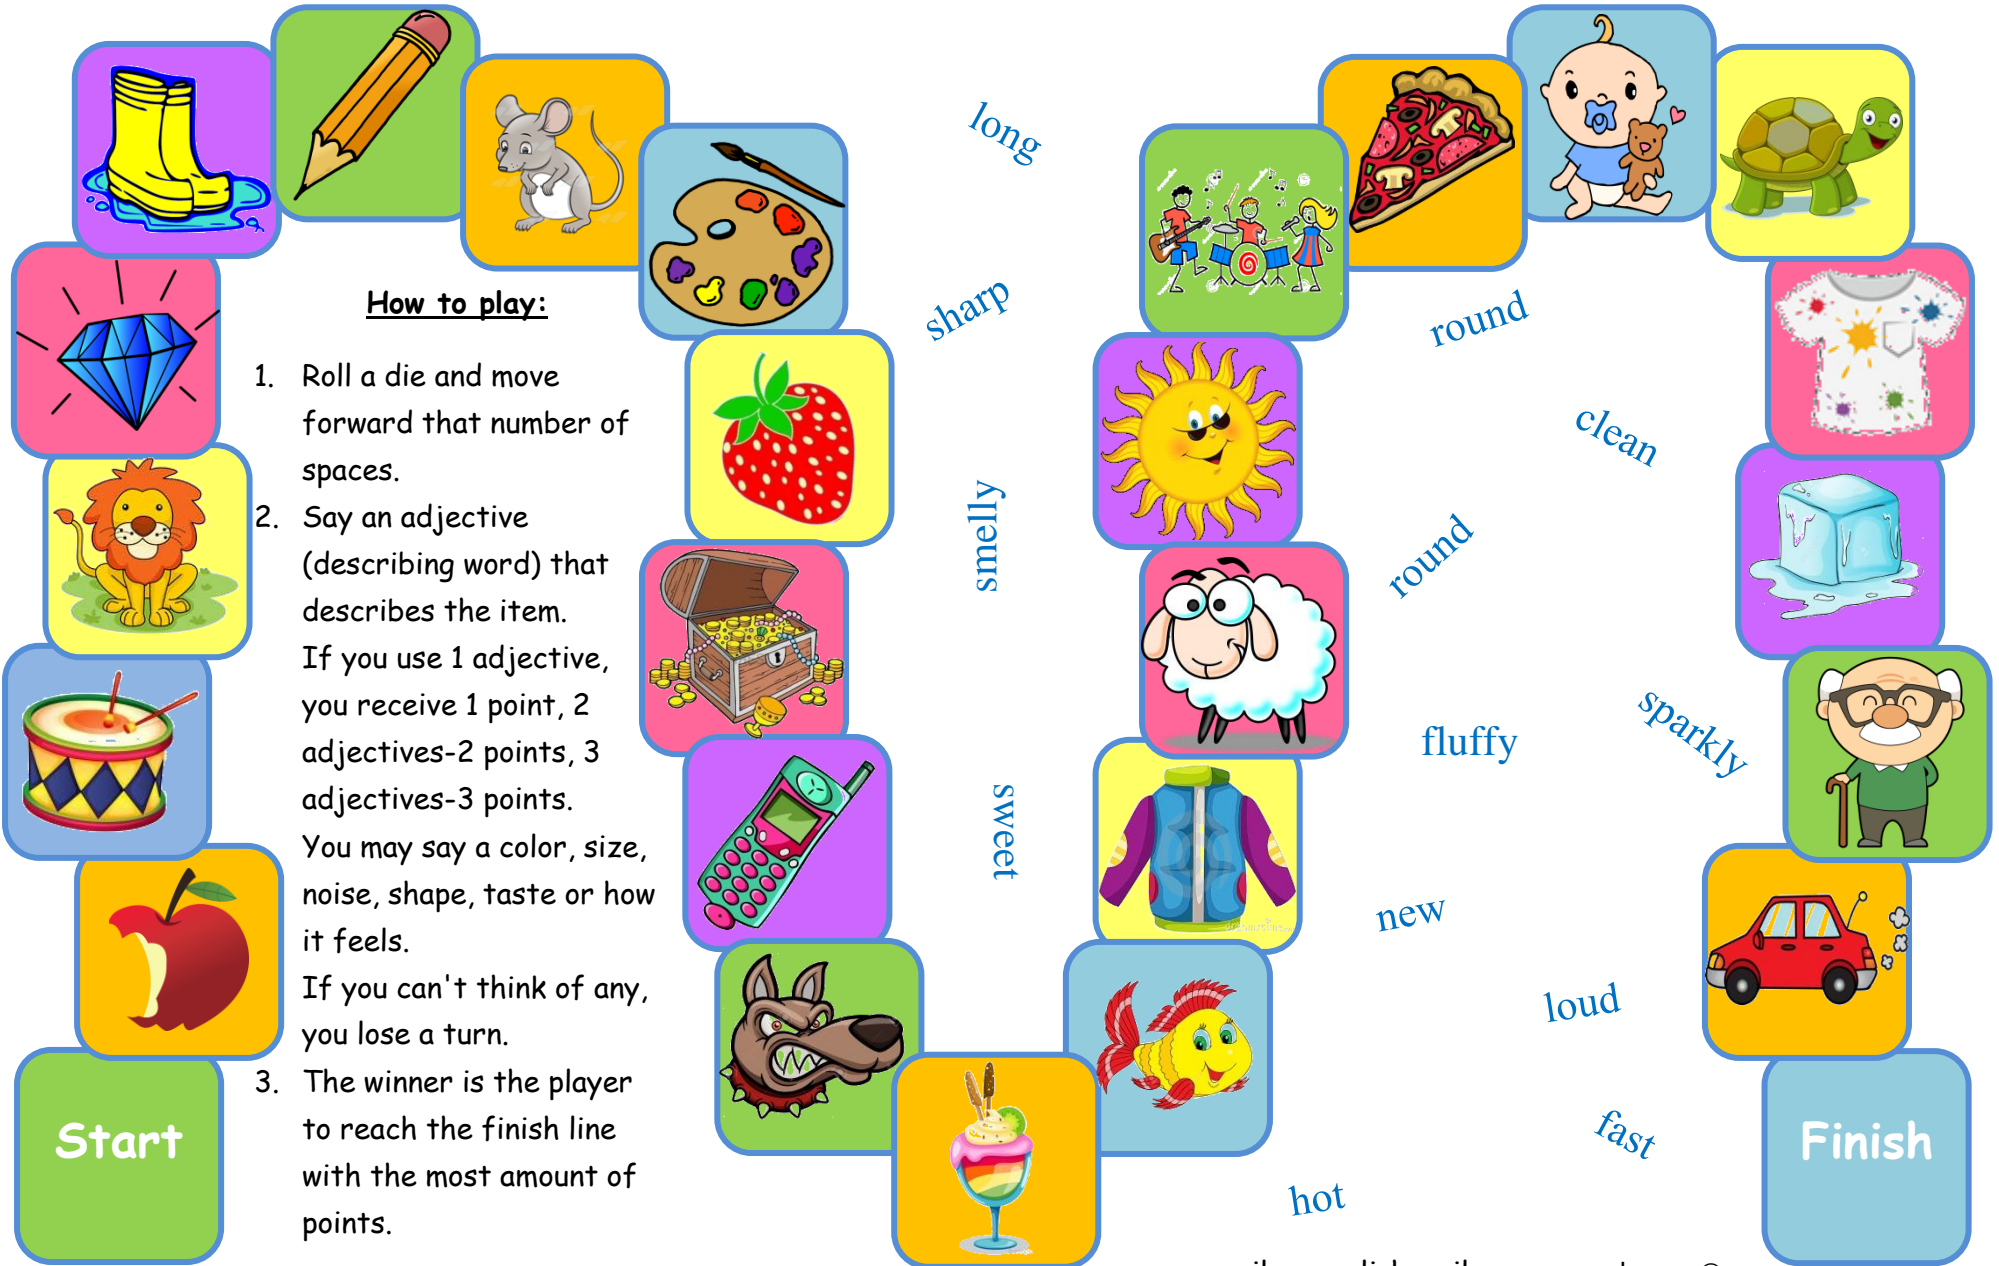 How to play:
1. Roll a die and move
forward that number of
spaces.
2. Say an adjective
(describing word) that
describes the item.
If you use 1 adjective,
you receive 1 point, 2
adjectives-2 points, 3
adjectives-3 points.
You may say a color, size,
noise, shape, taste or how
it feels.
If you can't think of any,
you lose a turn.
3. The winner is the player
to reach the finish line
with the most amount of
points.
Start
long
sharp
smelly
sweet
round
clean
round
fluffy
sparkly
new
loud
fast
hot
Finish